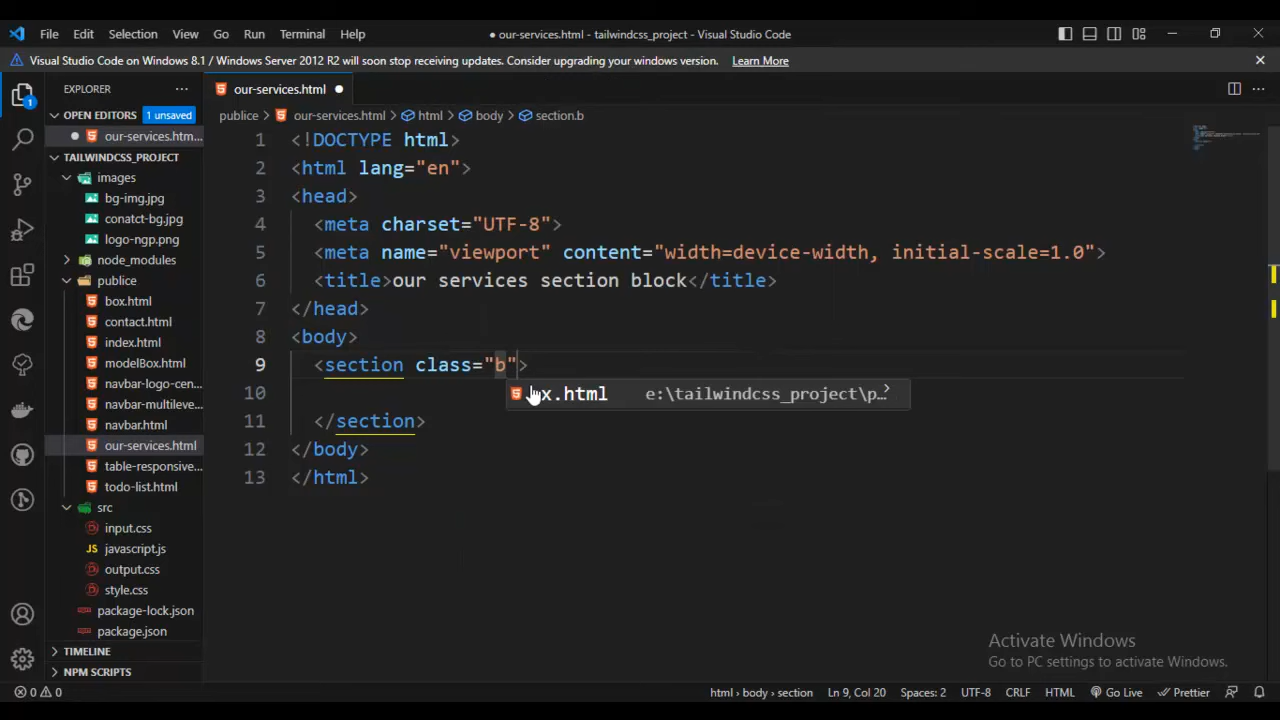 File Edit Selection View Go Run Terminal Help
● our-services.html - tailwindcss_project - Visual Studio Code
Visual Studio Code on Windows 8.1 / Windows Server 2012 R2 will soon stop receiving updates. Consider upgrading your windows version. Learn More
EXPLORER
OPEN EDITORS 1 unsaved
our-services.htm...
TAILWINDCSS_PROJECT
images
bg-img.jpg
conatct-bg.jpg
logo-ngp.png
node_modules
publice
box.html
contact.html
index.html
modelBox.html
navbar-logo-cen...
navbar-multileve...
navbar.html
our-services.html
table-responsive...
todo-list.html
src
input.css
JS javascript.js
output.css
style.css
package-lock.json
package.json
TIMELINE
NPM SCRIPTS
1
our-services.html
publice > our-services.html > html > body > section.b
1 <!DOCTYPE html>
2 <html lang="en">
3 <head>
4 <meta charset="UTF-8">
5 <meta name="viewport" content="width=device-width, initial-scale=1.0">
6 <title>our services section block</title>
7 </head>
8 <body>
9 <section class="b">
10
11 </section>
12 </body>
13 </html>
x.html e:\tailwindcss_project\p...
Activate Windows
Go to PC settings to activate Windows.
0 0
html › body › section Ln 9, Col 20 Spaces: 2 UTF-8 CRLF HTML Go Live Prettier